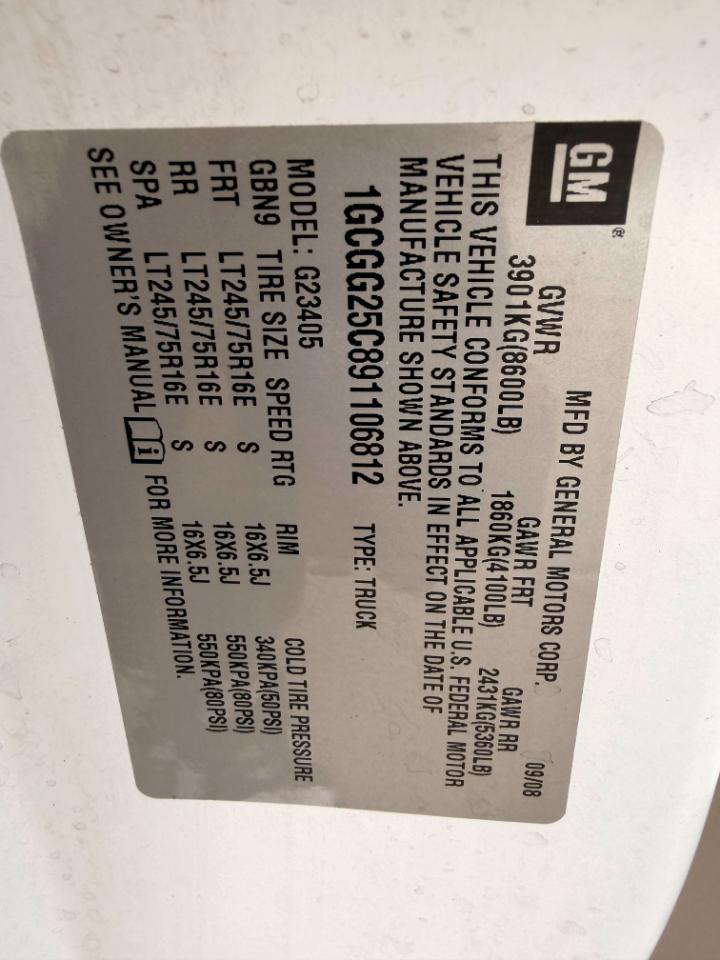 GM®
MFD BY GENERAL MOTORS CORP. 09/08
GVWR GAWR FRT GAWR RR
3901KG(8600LB) 1860KG(4100LB) 2431KG(5360LB)
THIS VEHICLE CONFORMS TO ALL APPLICABLE U.S. FEDERAL MOTOR
VEHICLE SAFETY STANDARDS IN EFFECT ON THE DATE OF
MANUFACTURE SHOWN ABOVE.
1GCGG25C891106812 TYPE: TRUCK
MODEL: G23405
GBN9 TIRE SIZE SPEED RTG RIM COLD TIRE PRESSURE
FRT LT245/75R16E S 16X6.5J 340KPA(50PSI)
RR LT245/75R16E S 16X6.5J 550KPA(80PSI)
SPA LT245/75R16E S 16X6.5J 550KPA(80PSI)
SEE OWNER'S MANUAL i FOR MORE INFORMATION.